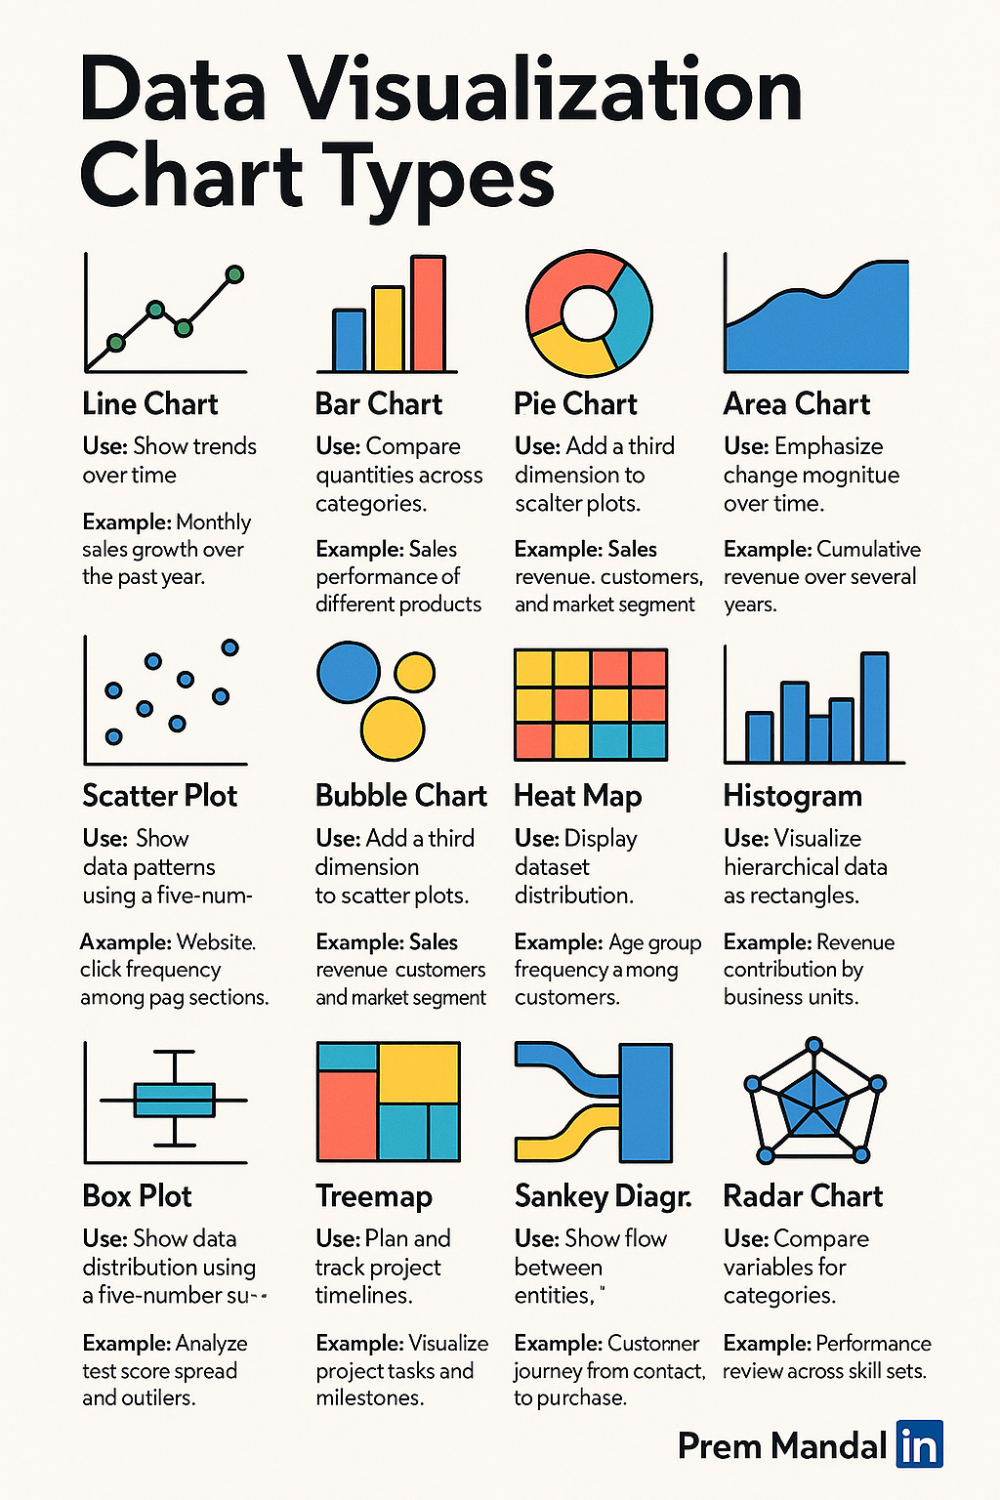 Data Visualization
Chart Types
Line Chart
Use: Show trends
over time
Example: Monthly
sales growth over
the past year.
Bar Chart
Use: Compare
quantities across
categories.
Example: Sales
performance of
different products
Pie Chart
Use: Add a third
dimension to
scalter plots.
Example: Sales
revenue. customers,
and market segment
Area Chart
Use: Emphasize
change mognitue
over time.
Example: Cumulative
revenue over several
years.
Scatter Plot
Use: Show
data patterns
using a five-num-
Axample: Website.
click frequency
among pag sections.
Bubble Chart
Use: Add a third
dimension
to scatter plots.
Example: Sales
revenue customers
and market segment
Heat Map
Use: Display
dataset
distribution.
Example: Age group
frequency among
customers.
Histogram
Use: Visualize
hierarchical data
as rectangles.
Example: Revenue
contribution by
business units.
Box Plot
Use: Show data
distribution using
a five-number su--
Example: Analyze
test score spread
and outilers.
Treemap
Use: Plan and
track project
timelines.
Example: Visualize
project tasks and
milestones.
Sankey Diagr.
Use: Show flow
between
entities, "
Example: Customer
journey from contact,
to purchase.
Radar Chart
Use: Compare
variables for
categories.
Example: Performance
review across skill sets.
Prem Mandal in